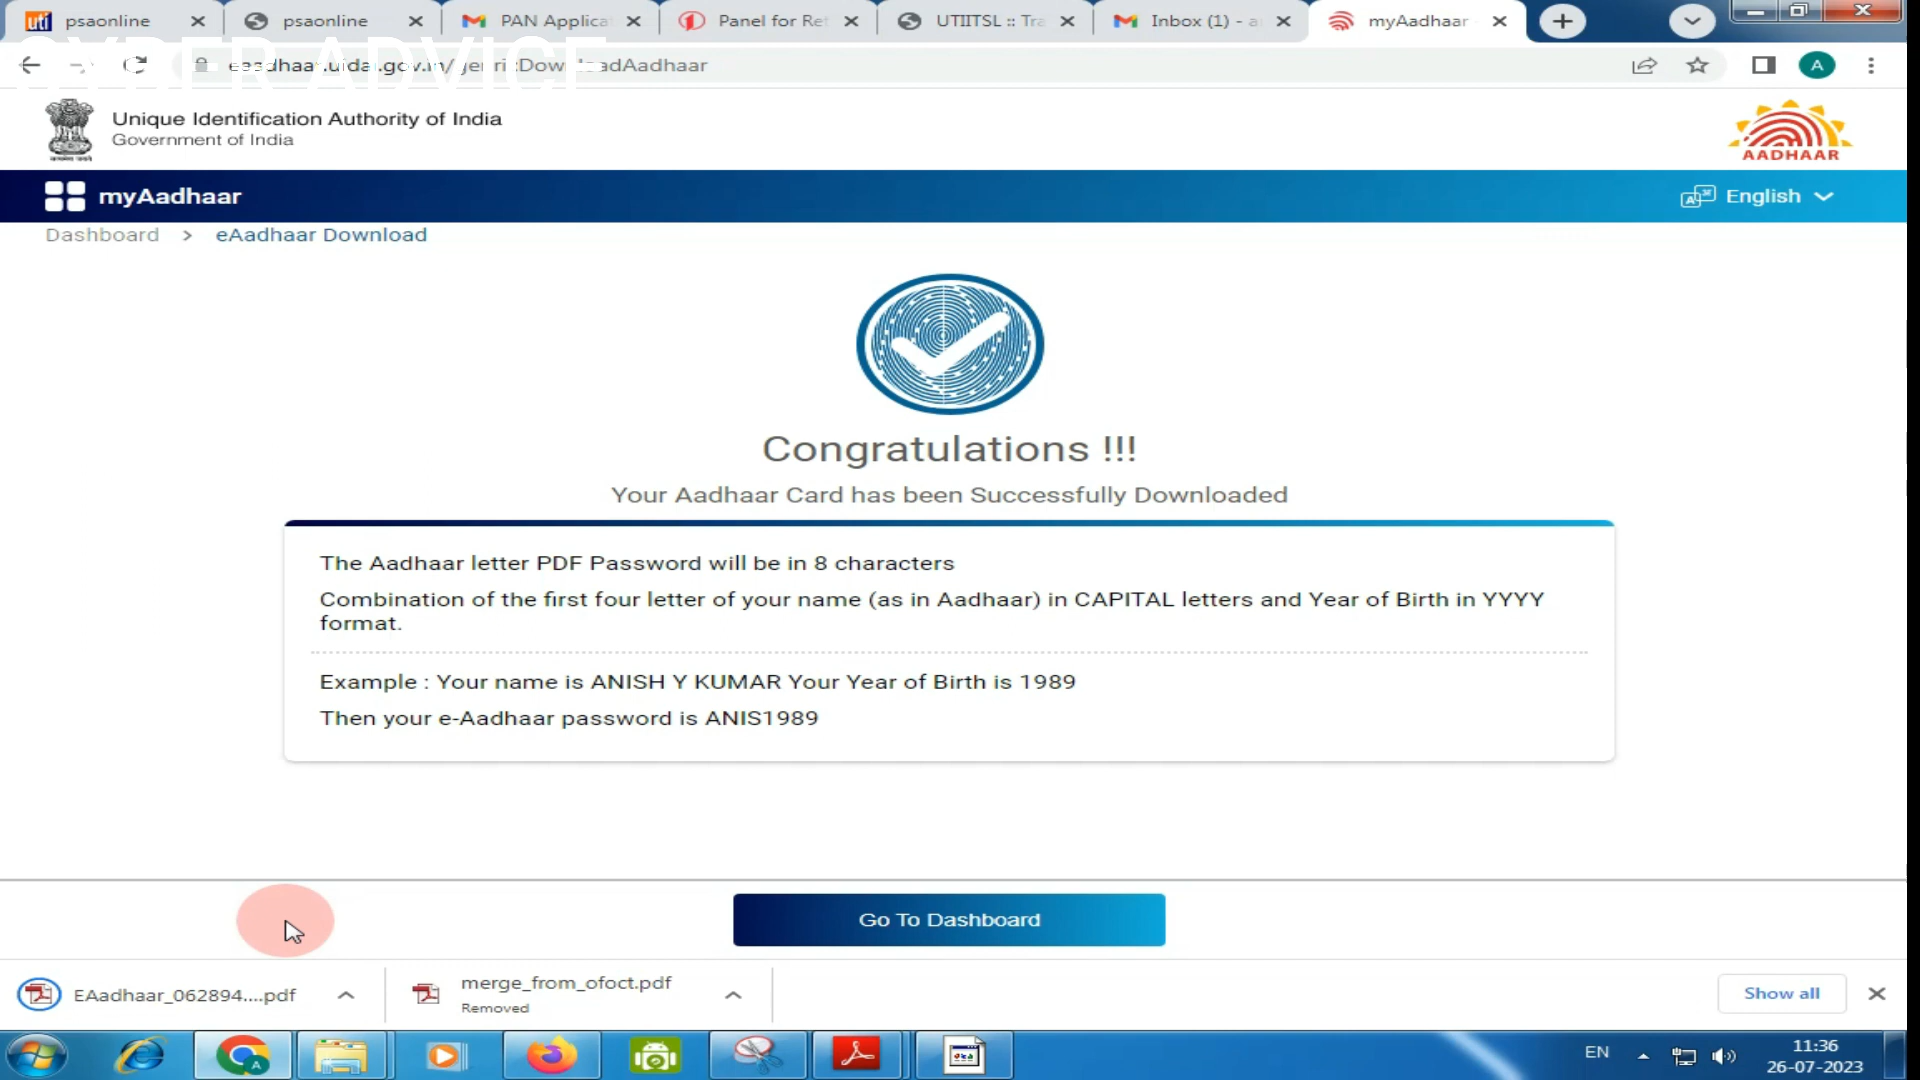 uti psaonline
psaonline
PAN Applica
Panel for Ret
UTIITSL :: Tra
Inbox (1) - a
myAadhaar
CYBER ADVICE
A
Unique Identification Authority of India
Government of India
AADHAAR
myAadhaar
English
Dashboard > eAadhaar Download
Congratulations !!!
Your Aadhaar Card has been Successfully Downloaded
The Aadhaar letter PDF Password will be in 8 characters
Combination of the first four letter of your name (as in Aadhaar) in CAPITAL letters and Year of Birth in YYYY
format.
Example : Your name is ANISH Y KUMAR Your Year of Birth is 1989
Then your e-Aadhaar password is ANIS1989
Go To Dashboard
EAadhaar_062894....pdf
merge_from_ofoct.pdf
Removed
Show all
EN
11:36
26-07-2023